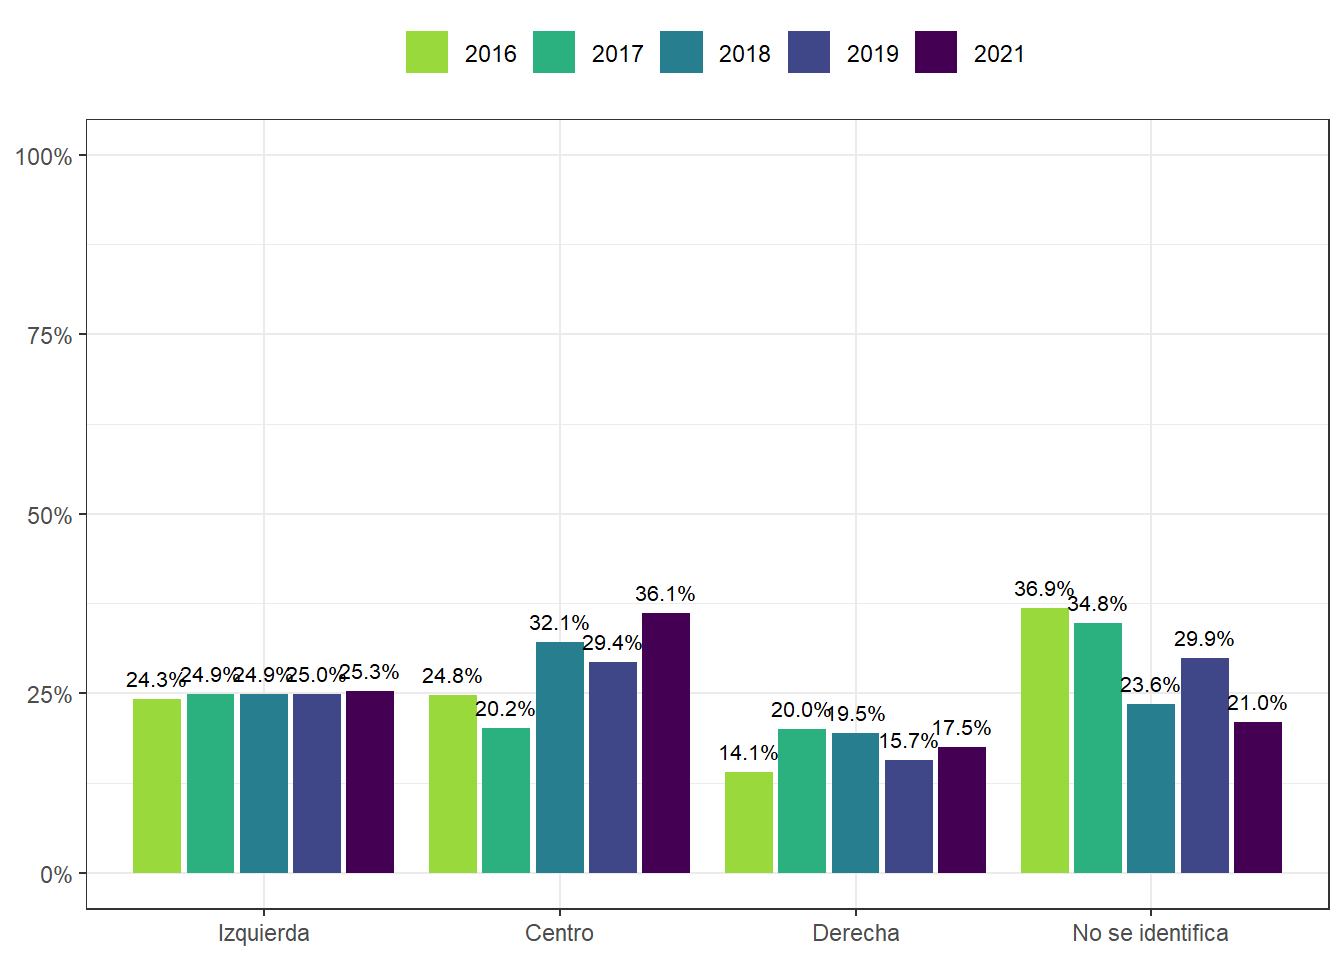 2016 2017 2018 2019 2021
100%
75%
50%
25%
0%
24.3% 24.9% 24.9% 25.0% 25.3%
24.8% 20.2% 32.1% 29.4% 36.1%
14.1% 20.0% 19.5% 15.7% 17.5%
36.9% 34.8% 23.6% 29.9% 21.0%
Izquierda Centro Derecha No se identifica